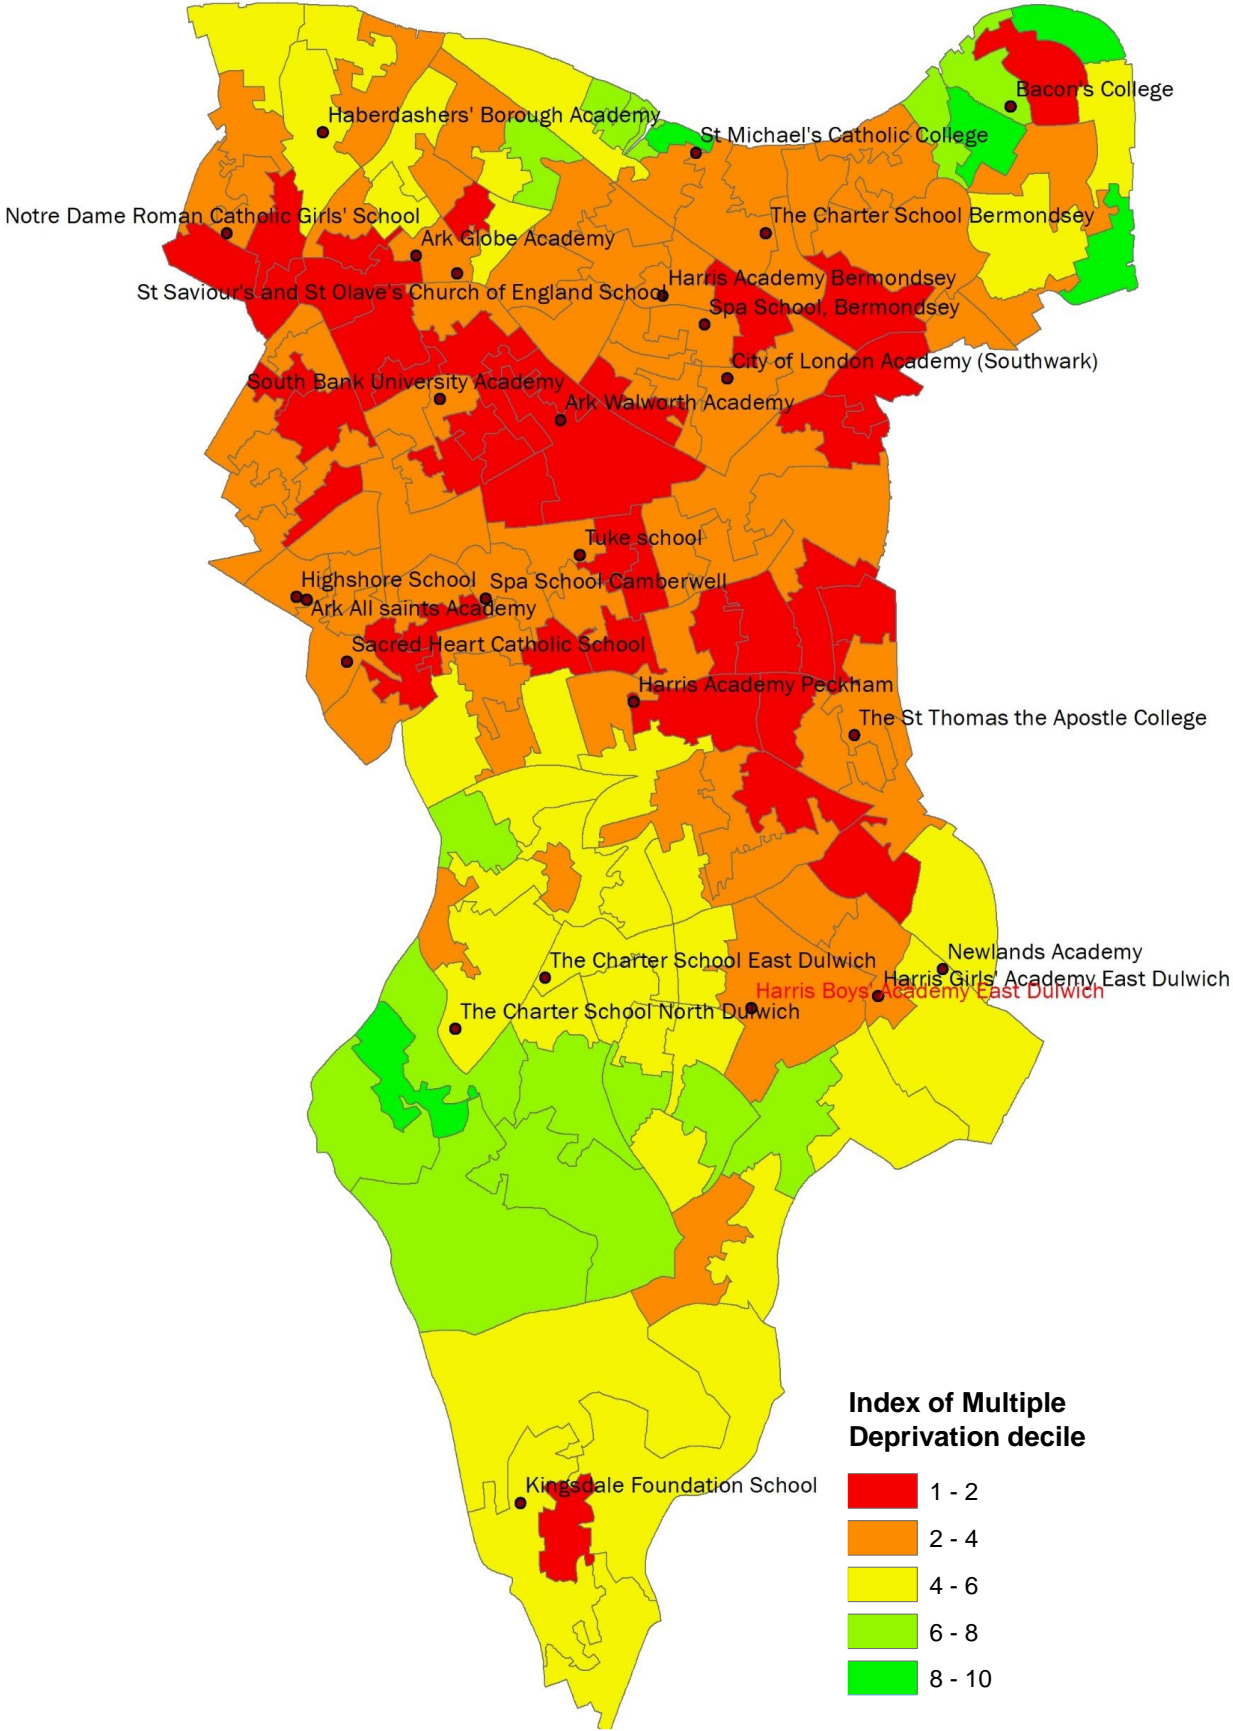 Bacon's College
Haberdashers' Borough Academy
St Michael's Catholic College
Notre Dame Roman Catholic Girls' School
The Charter School Bermondsey
Ark Globe Academy
Harris Academy Bermondsey
St Saviour's and St Olave's Church of England School
Spa School, Bermondsey
City of London Academy (Southwark)
South Bank University Academy
Ark Walworth Academy
Tuke school
Highshore School
Spa School Camberwell
Ark All saints Academy
Sacred Heart Catholic School
Harris Academy Peckham
The St Thomas the Apostle College
Newlands Academy
The Charter School East Dulwich
Harris Girls' Academy East Dulwich
Harris Boys' Academy East Dulwich
The Charter School North Dulwich
Index of Multiple
Deprivation decile
Kingsdale Foundation School
1 - 2
2 - 4
4 - 6
6 - 8
8 - 10